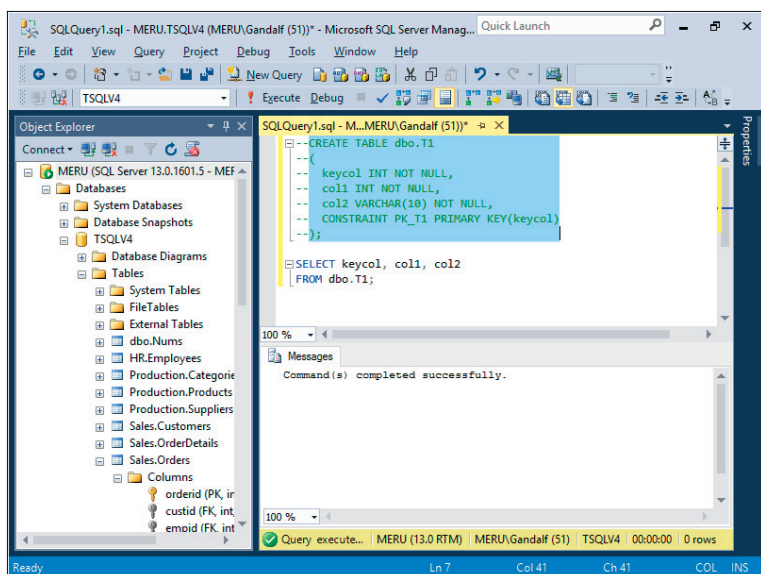 SQLQuery1.sql - MERU.TSQLV4 (MERU\Gandalf (51))* - Microsoft SQL Server Manag...
Quick Launch
File Edit View Query Project Debug Tools Window Help
New Query
TSQLV4
Execute Debug
Object Explorer
SQLQuery1.sql - M...MERU\Gandalf (51))*
Properties
Connect
MERU (SQL Server 13.0.1601.5 - MER
Databases
System Databases
Database Snapshots
TSQLV4
Database Diagrams
Tables
System Tables
FileTables
External Tables
dbo.Nums
HR.Employees
Production.Categorie
Production.Products
Production.Suppliers
Sales.Customers
Sales.OrderDetails
Sales.Orders
Columns
orderid (PK, in
custid (FK, int,
empid (FK, int
--CREATE TABLE dbo.T1
--(
--  keycol INT NOT NULL,
--  col1 INT NOT NULL,
--  col2 VARCHAR(10) NOT NULL,
--  CONSTRAINT PK_T1 PRIMARY KEY(keycol)
--);
SELECT keycol, col1, col2
FROM dbo.T1;
100 %
Messages
Command(s) completed successfully.
100 %
Query execute... MERU (13.0 RTM) MERU\Gandalf (51) TSQLV4 00:00:00 0 rows
Ready Ln 7 Col 41 Ch 41 COL INS